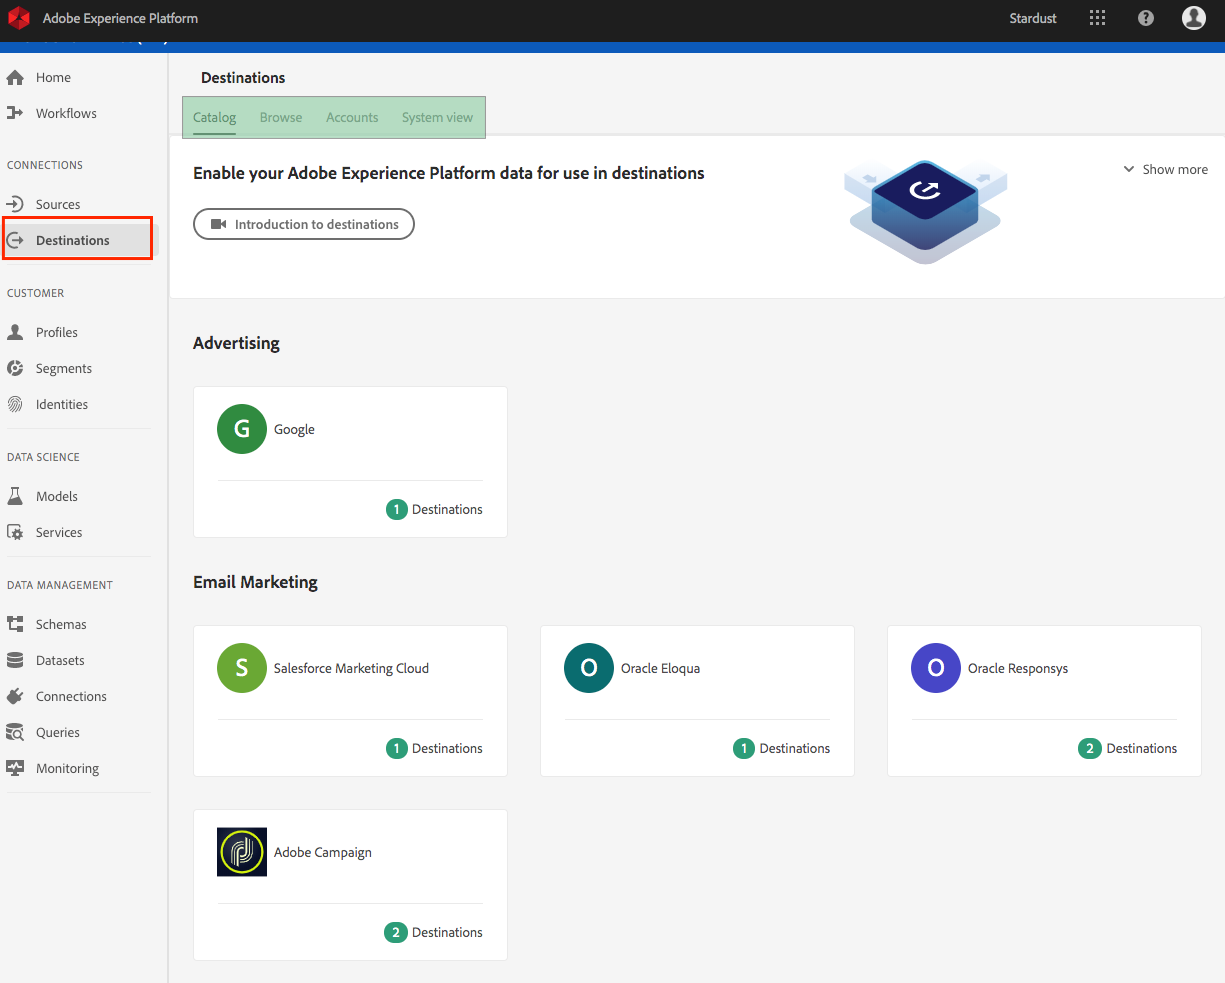 Adobe Experience Platform
Stardust
Home
Workflows
CONNECTIONS
Sources
Destinations
CUSTOMER
Profiles
Segments
Identities
DATA SCIENCE
Models
Services
DATA MANAGEMENT
Schemas
Datasets
Connections
Queries
Monitoring
Destinations
Catalog Browse Accounts System view
Enable your Adobe Experience Platform data for use in destinations
Show more
Introduction to destinations
Advertising
G Google
1 Destinations
Email Marketing
S Salesforce Marketing Cloud
1 Destinations
O Oracle Eloqua
1 Destinations
O Oracle Responsys
2 Destinations
Adobe Campaign
2 Destinations